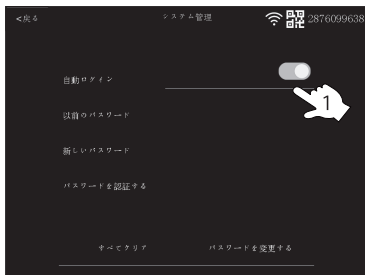 <戻る
システム管理
2876099638
自動ログイン
1
以前のパスワード
新しいパスワード
パスワードを認証する
すべてクリア
パスワードを変更する